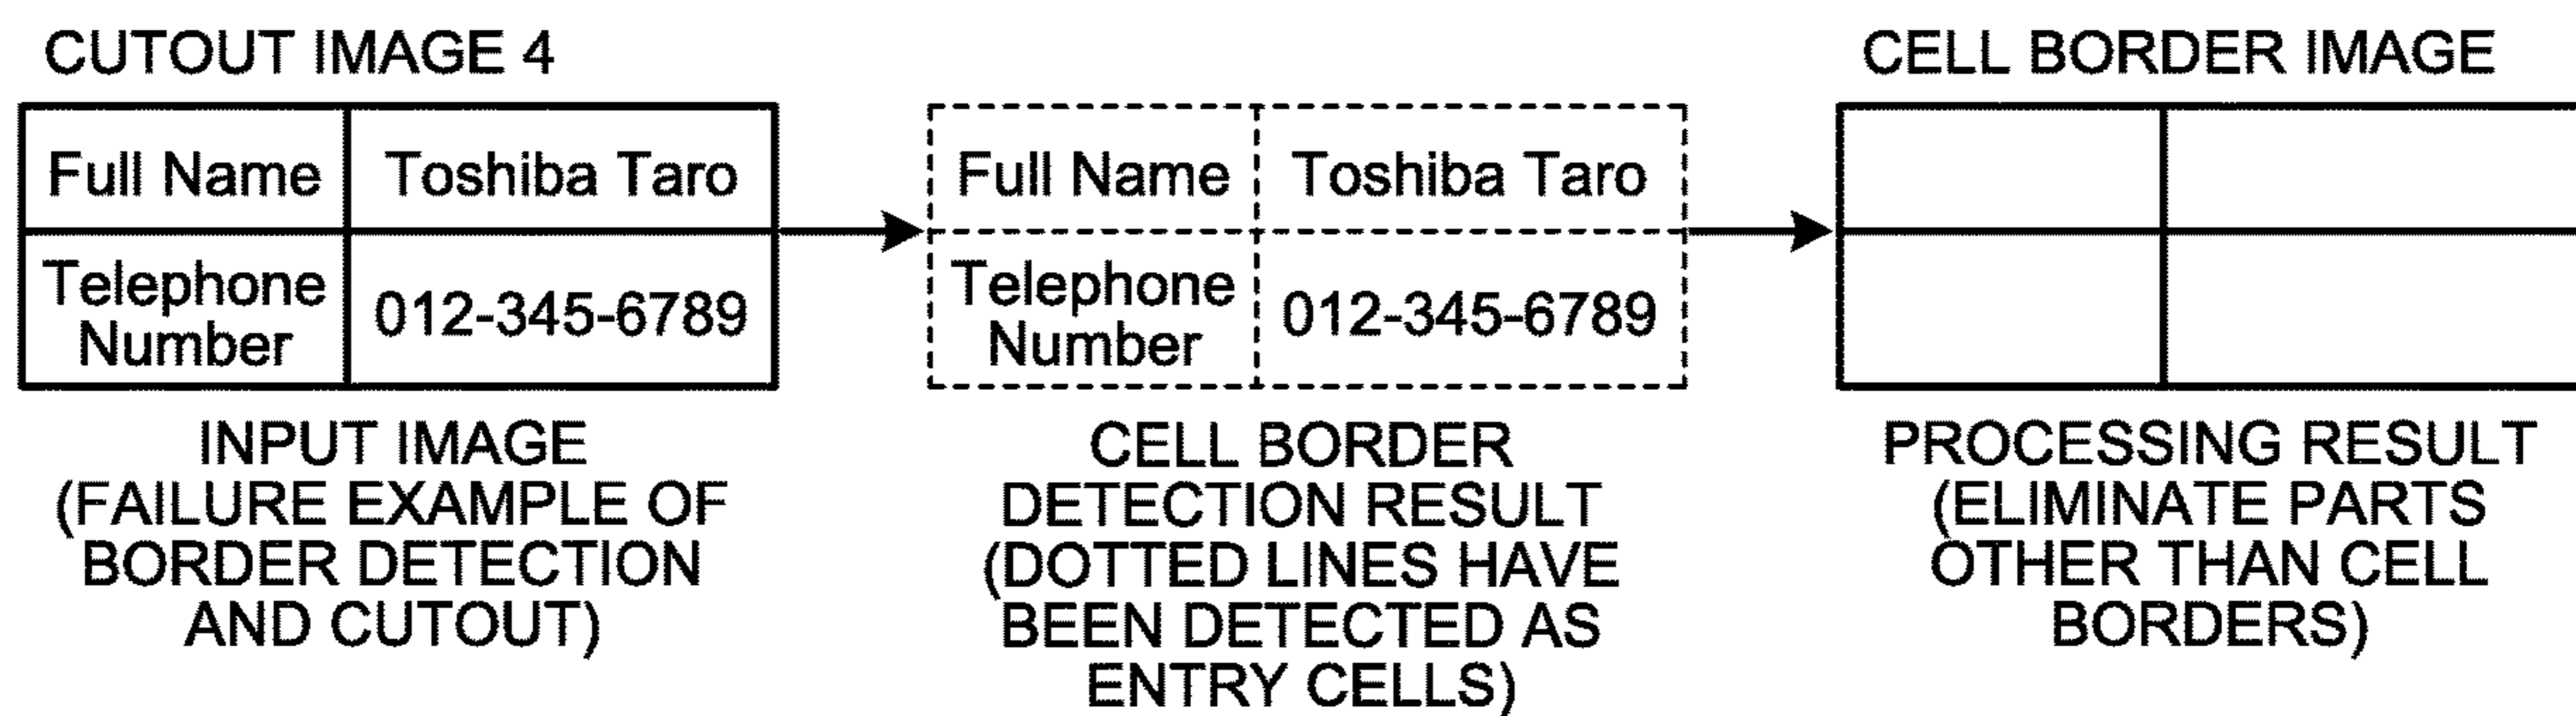 CUTOUT IMAGE 4
Full Name
Toshiba Taro
Telephone
Number
012-345-6789
INPUT IMAGE
(FAILURE EXAMPLE OF
BORDER DETECTION
AND CUTOUT)
Full Name
Toshiba Taro
Telephone
Number
012-345-6789
CELL BORDER
DETECTION RESULT
(DOTTED LINES HAVE
BEEN DETECTED AS
ENTRY CELLS)
CELL BORDER IMAGE
PROCESSING RESULT
(ELIMINATE PARTS
OTHER THAN CELL
BORDERS)